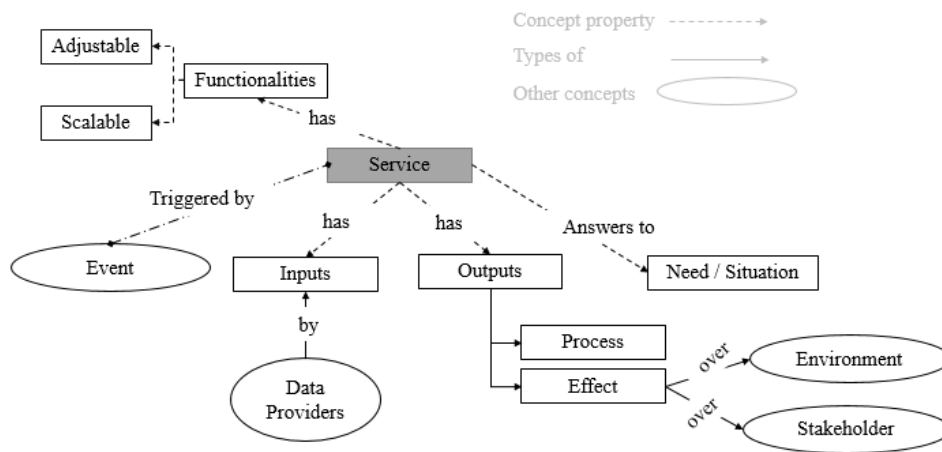 Concept property
Adjustable
Types of
Functionalities
Other concepts
Scalable
has
Service
Triggered by
has
has
Answers to
Event
Inputs
Outputs
Need / Situation
by
Process
over
Environment
Data
Providers
Effect
over
Stakeholder